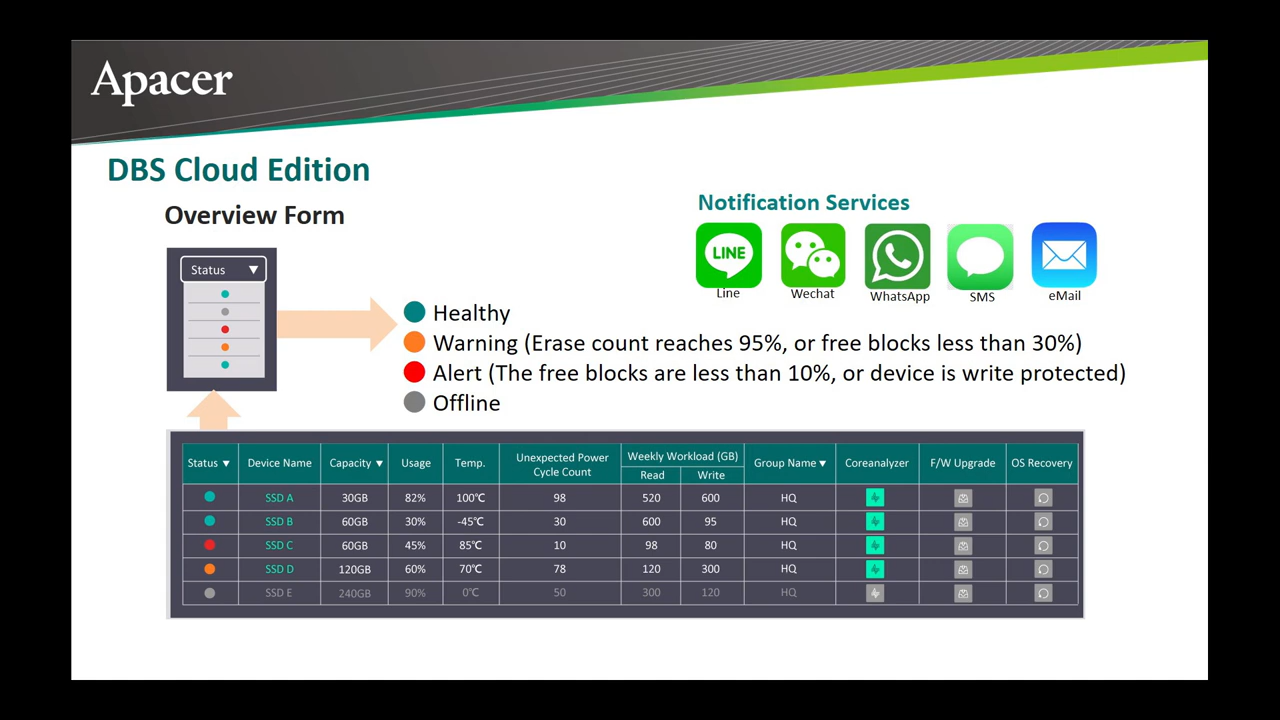 Apacer
DBS Cloud Edition
Overview Form
Notification Services
LINE
Line Wechat WhatsApp SMS eMail
Status ▼
Healthy
Warning (Erase count reaches 95%, or free blocks less than 30%)
Alert (The free blocks are less than 10%, or device is write protected)
Offline
Status ▼ Device Name Capacity ▼ Usage Temp. Unexpected Power Cycle Count Weekly Workload (GB) Group Name ▼ Coreanalyzer F/W Upgrade OS Recovery
Read Write
SSD A 30GB 82% 100℃ 98 520 600 HQ
SSD B 60GB 30% -45℃ 30 600 95 HQ
SSD C 60GB 45% 85℃ 10 98 80 HQ
SSD D 120GB 60% 70℃ 78 120 300 HQ
SSD E 240GB 90% 0℃ 50 300 120 HQ